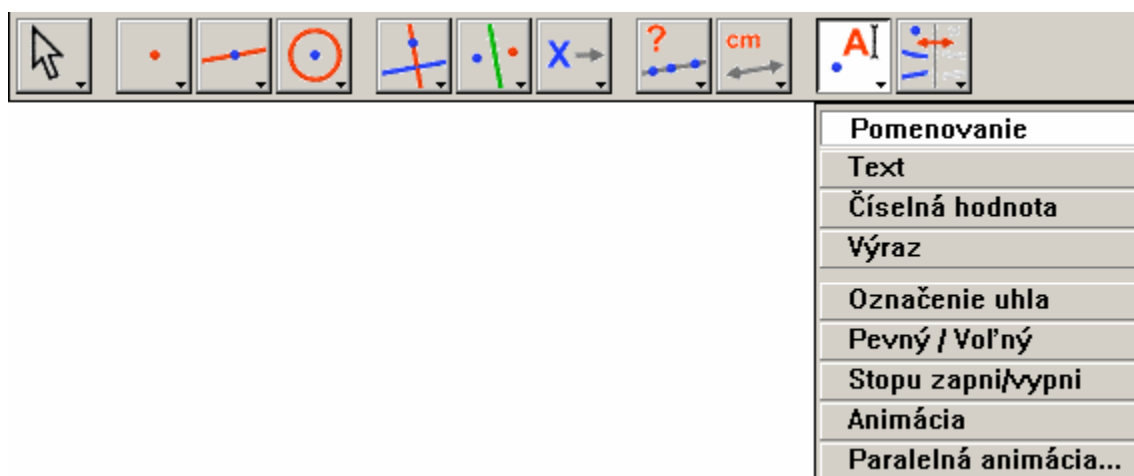 X ? cm A
Pomenovanie
Text
Číselná hodnota
Výraz
Označenie uhla
Pevný / Voľný
Stopu zapni/vypni
Animácia
Paralelná animácia...